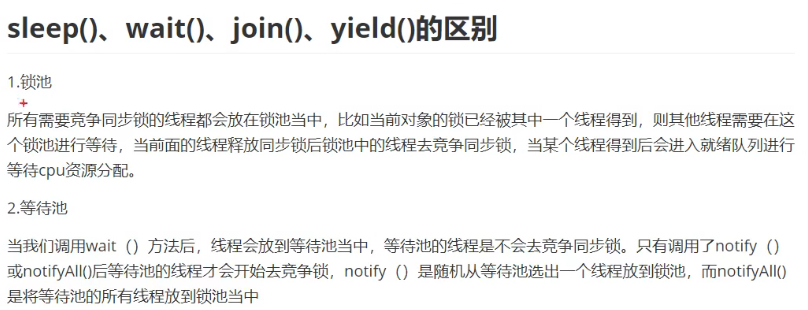 sleep()、wait()、join()、yield()的区别
1.锁池
所有需要竞争同步锁的线程都会放在锁池当中，比如当前对象的锁已经被其中一个线程得到，则其他线程需要在这
个锁池进行等待，当前面的线程释放同步锁后锁池中的线程去竞争同步锁，当某个线程得到后会进入就绪队列进行
等待cpu资源分配。
2.等待池
当我们调用wait（）方法后，线程会放到等待池当中，等待池的线程是不会去竞争同步锁。只有调用了notify（）
或notifyAll()后等待池的线程才会开始去竞争锁，notify（）是随机从等待池选出一个线程放到锁池，而notifyAll()
是将等待池的所有线程放到锁池当中